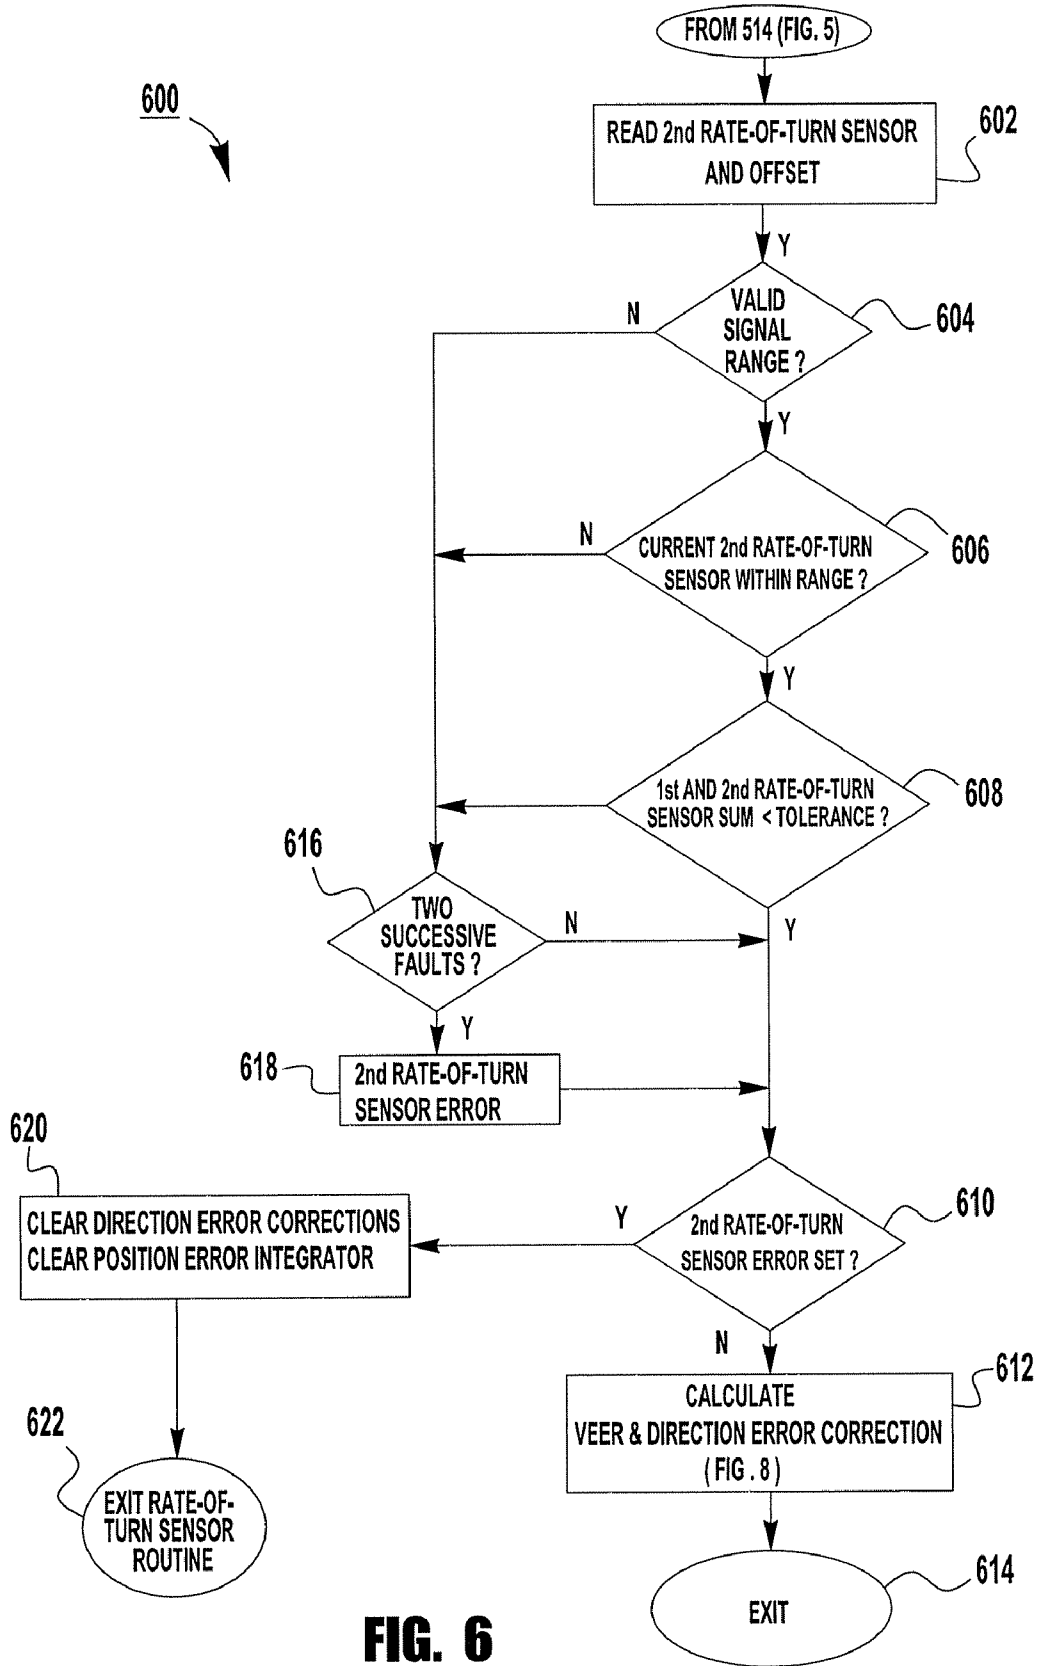 FROM 514 (FIG. 5)
600
READ 2nd RATE-OF-TURN SENSOR
AND OFFSET
602
Y
VALID
SIGNAL
RANGE ?
604
N
Y
CURRENT 2nd RATE-OF-TURN
SENSOR WITHIN RANGE ?
606
N
Y
1st AND 2nd RATE-OF-TURN
SENSOR SUM < TOLERANCE ?
608
616
TWO
SUCCESSIVE
FAULTS ?
N
Y
Y
618
2nd RATE-OF-TURN
SENSOR ERROR
620
CLEAR DIRECTION ERROR CORRECTIONS
CLEAR POSITION ERROR INTEGRATOR
Y
2nd RATE-OF-TURN
SENSOR ERROR SET ?
610
N
612
CALCULATE
VEER & DIRECTION ERROR CORRECTION
( FIG . 8 )
622
EXIT RATE-OF-
TURN SENSOR
ROUTINE
614
EXIT
FIG. 6